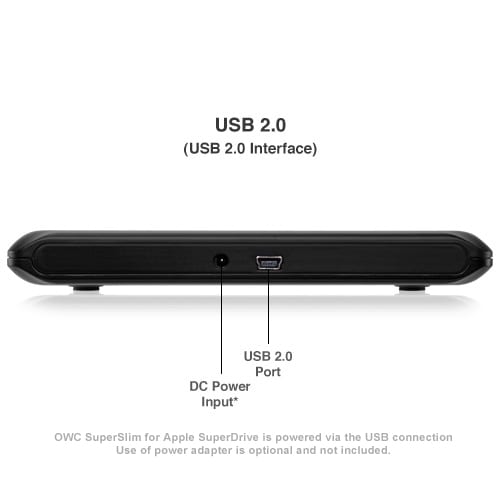 USB 2.0
(USB 2.0 Interface)
USB 2.0
Port
DC Power
Input*
OWC SuperSlim for Apple SuperDrive is powered via the USB connection
Use of power adapter is optional and not included.